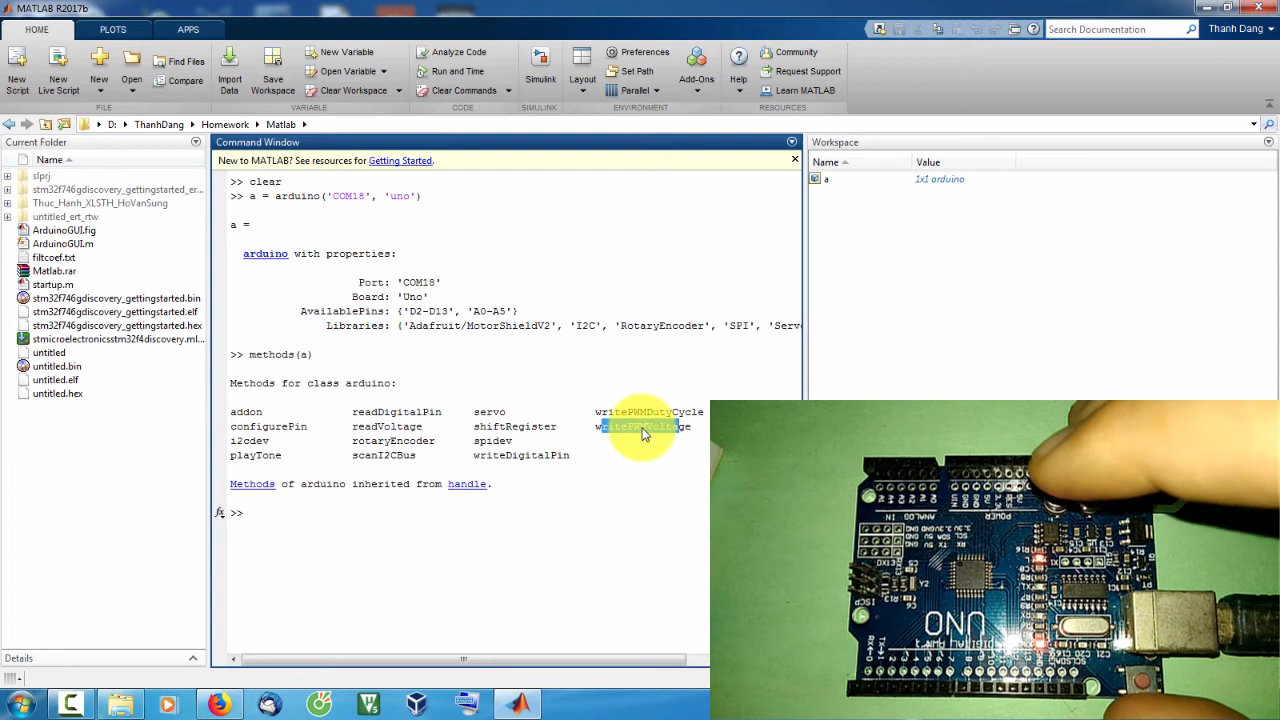 MATLAB R2017b
HOME PLOTS APPS
Search Documentation Thanh Dang
New Script
New Live Script
New
Open
Find Files
Compare
FILE
Import Data
Save Workspace
New Variable
Open Variable
Clear Workspace
VARIABLE
Analyze Code
Run and Time
Clear Commands
CODE
Simulink
SIMULINK
Layout
Preferences
Set Path
Parallel
Add-Ons
ENVIRONMENT
Help
Community
Request Support
Learn MATLAB
RESOURCES
D: ThanhDang Homework Matlab
Current Folder
Name
slprj
stm32f746gdiscovery_gettingstarted_er...
Thuc_Hanh_XLSTH_HoVanSung
untitled_ert_rtw
ArduinoGUI.fig
ArduinoGUI.m
filtcoef.txt
Matlab.rar
startup.m
stm32f746gdiscovery_gettingstarted.bin
stm32f746gdiscovery_gettingstarted.elf
stm32f746gdiscovery_gettingstarted.hex
stmicroelectronicsstm32f4discovery.ml...
untitled
untitled.bin
untitled.elf
untitled.hex
Details
Command Window
New to MATLAB? See resources for Getting Started.
>> clear
>> a = arduino('COM18', 'uno')
a =
arduino with properties:
Port: 'COM18'
Board: 'Uno'
AvailablePins: {'D2-D13', 'A0-A5'}
Libraries: {'Adafruit/MotorShieldV2', 'I2C', 'RotaryEncoder', 'SPI', 'Serv
>> methods(a)
Methods for class arduino:
addon readDigitalPin servo writePWMDutyCycle
configurePin readVoltage shiftRegister writePWMVoltage
i2cdev rotaryEncoder spidev
playTone scanI2CBus writeDigitalPin
Methods of arduino inherited from handle.
fx >>
Workspace
Name Value
a 1x1 arduino
ANALOG IN
POWER
ISCP
UNO